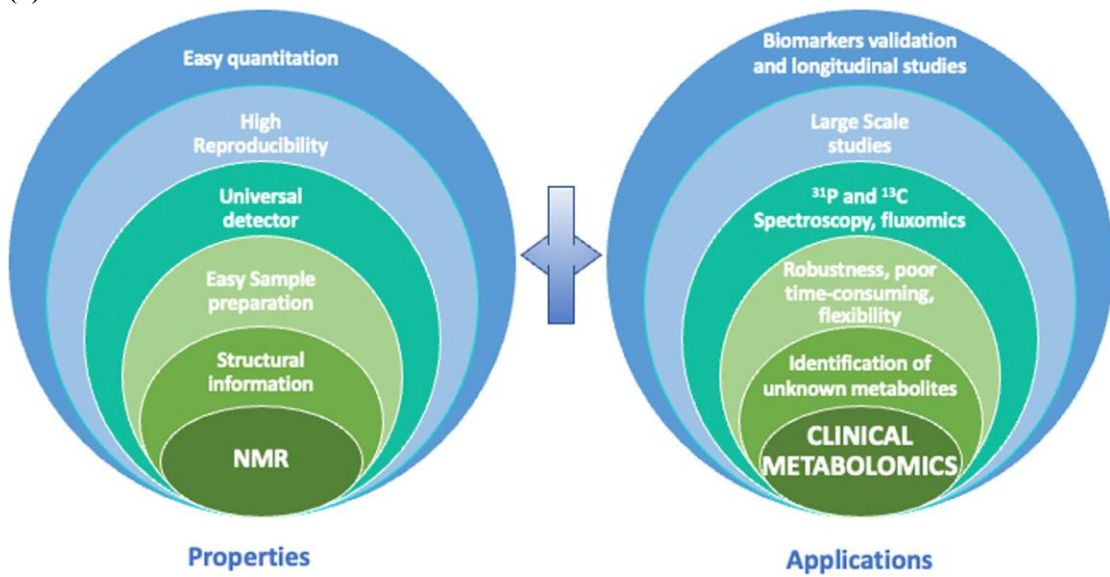 Easy quantitation
High
Reproducibility
Universal
detector
Easy Sample
preparation
Structural
information
NMR
Properties
Biomarkers validation
and longitudinal studies
Large Scale
studies
³¹P and ¹³C
Spectroscopy, fluxomics
Robustness, poor
time-consuming,
flexibility
Identification of
unknown metabolites
CLINICAL
METABOLOMICS
Applications